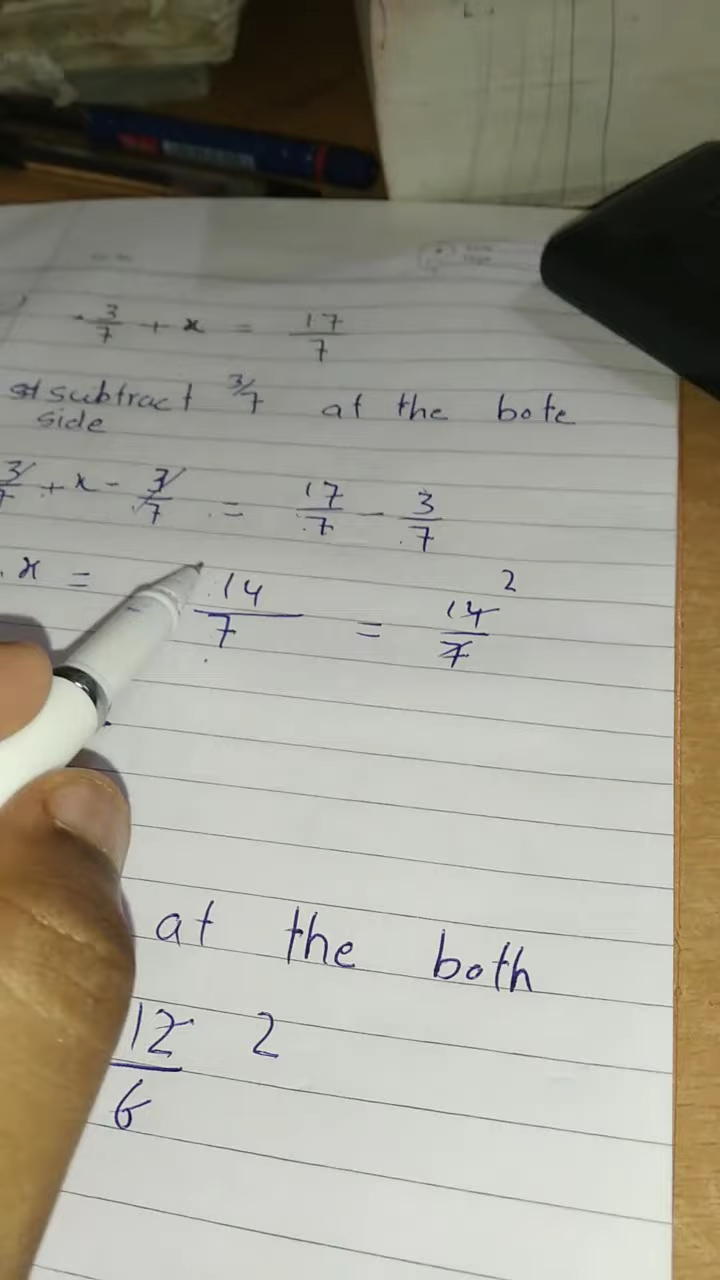 3/7 + x = 17/7
subtract 3/7 at the bote
side
3/7 + x - 3/7 = 17/7 - 3/7
x = 14/7 = 14/7 2
at the both
12/6 2